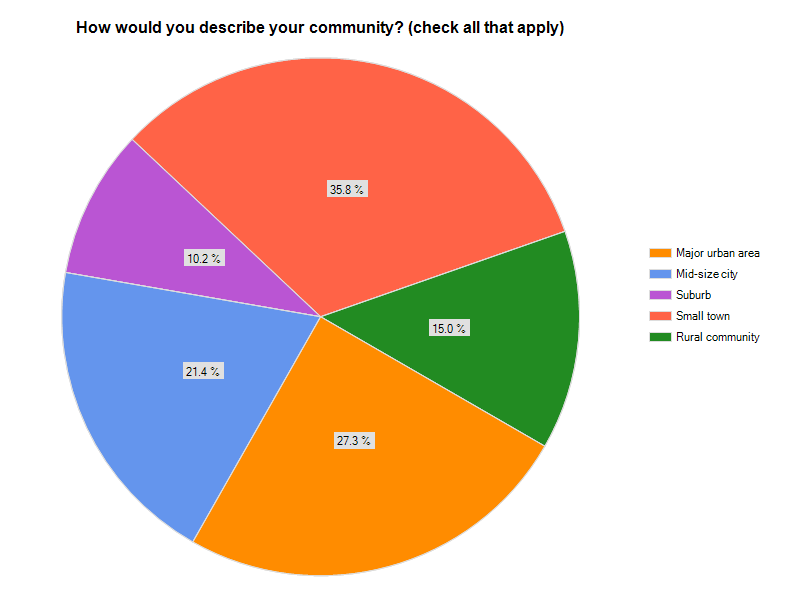 How would you describe your community? (check all that apply)
35.8 %
10.2 %
15.0 %
21.4 %
27.3 %
Major urban area
Mid-size city
Suburb
Small town
Rural community